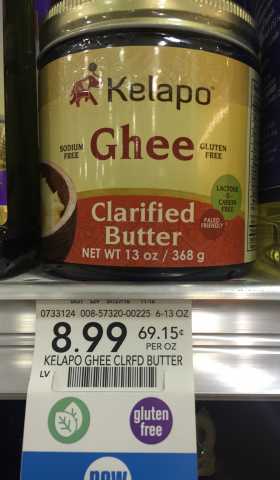 Kelapo
SODIUM FREE
Ghee
GLUTEN FREE
LACTOSE & CASEIN FREE
Clarified
Butter
PALEO FRIENDLY
NET WT 13 oz / 368 g
0733124 008-57320-00225 6-13 OZ
8.99 69.15¢
PER OZ
KELAPO GHEE CLRFD BUTTER
LV
gluten
free
now